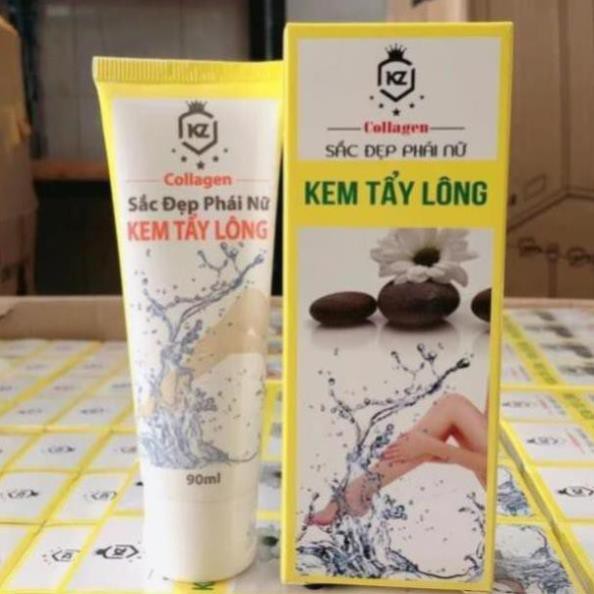 KZ
Collagen
Sắc Đẹp Phái Nữ
KEM TẨY LÔNG
90ml
KZ
Collagen
SẮC ĐẸP PHÁI NỮ
KEM TẨY LÔNG